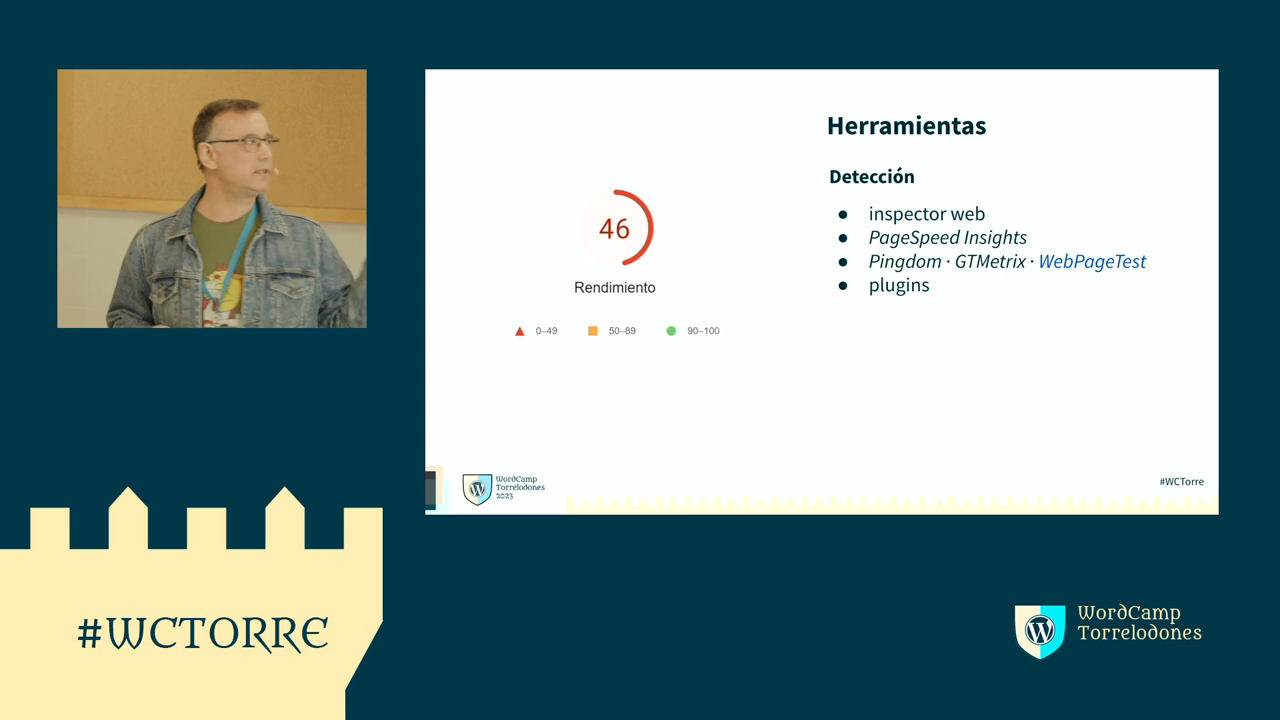 Herramientas
Detección
● inspector web
● PageSpeed Insights
● Pingdom · GTMetrix · WebPageTest
● plugins
46
Rendimiento
0–49
50–89
90–100
WordCamp
Torrelodones
2023
#WCTorre
#WCTORRE
WordCamp
Torrelodones